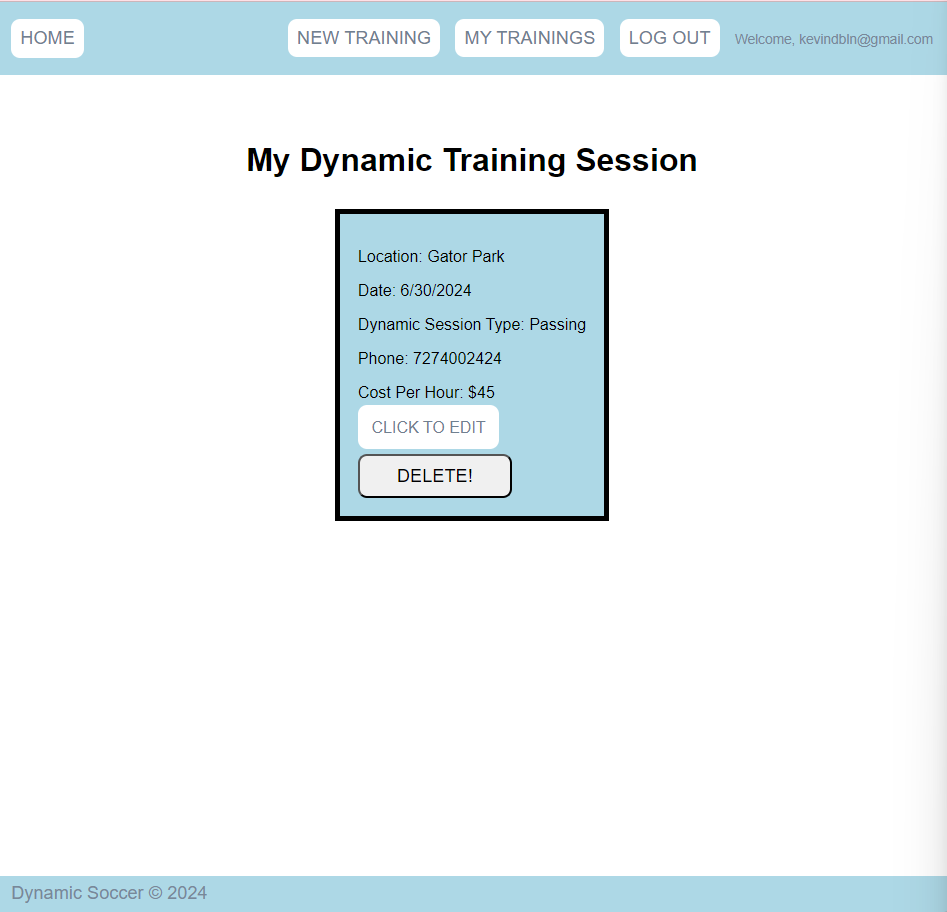 HOME NEW TRAINING MY TRAININGS LOG OUT Welcome, kevindbln@gmail.com
My Dynamic Training Session
Location: Gator Park
Date: 6/30/2024
Dynamic Session Type: Passing
Phone: 7274002424
Cost Per Hour: $45
CLICK TO EDIT
DELETE!
Dynamic Soccer © 2024